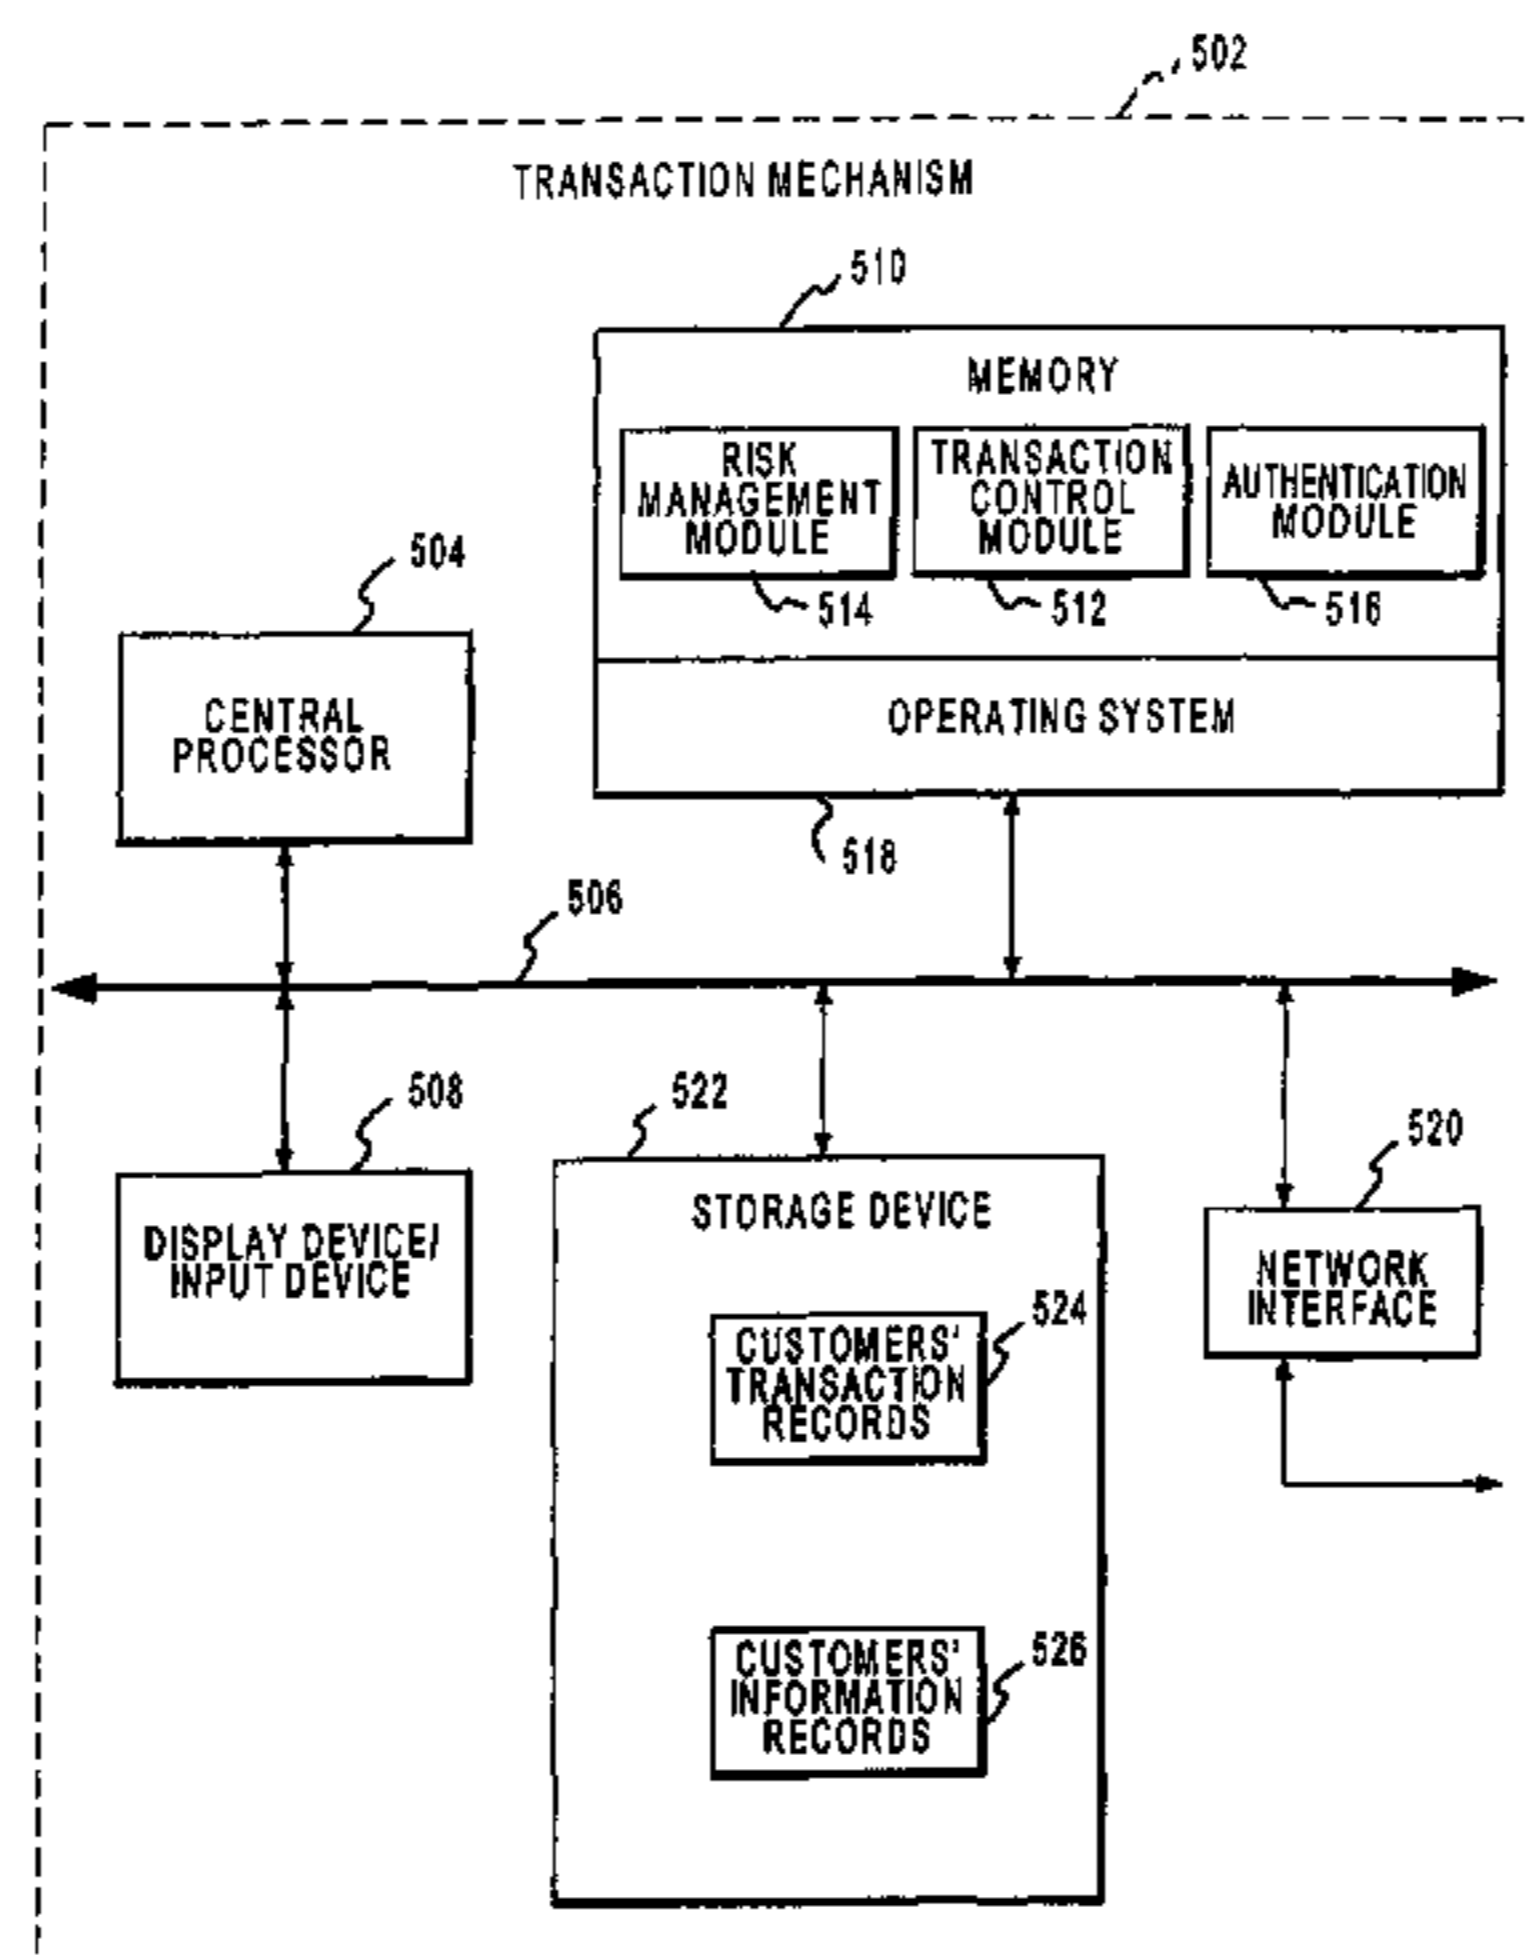 502
TRANSACTION MECHANISM
510
MEMORY
RISK
MANAGEMENT
MODULE
TRANSACTION
CONTROL
MODULE
AUTHENTICATION
MODULE
514
512
516
504
CENTRAL
PROCESSOR
OPERATING SYSTEM
518
506
508
DISPLAY DEVICE/
INPUT DEVICE
522
STORAGE DEVICE
520
NETWORK
INTERFACE
524
CUSTOMERS'
TRANSACTION
RECORDS
526
CUSTOMERS'
INFORMATION
RECORDS